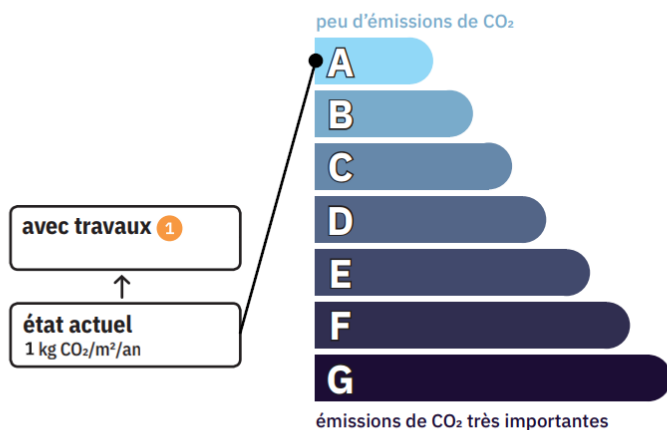 peu d'émissions de CO₂
A
B
C
D
E
F
G
émissions de CO₂ très importantes
avec travaux 1
état actuel
1 kg CO₂/m²/an